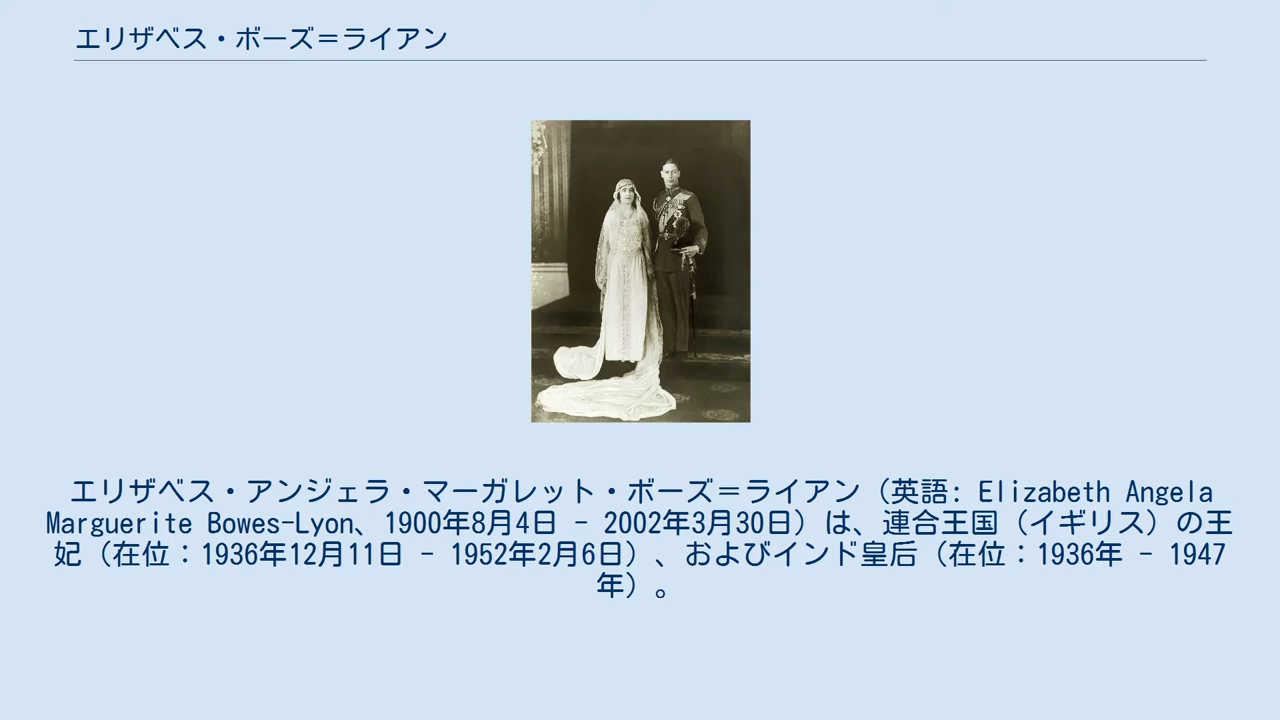 エリザベス・ボーズ＝ライアン
エリザベス・アンジェラ・マーガレット・ボーズ＝ライアン（英語: Elizabeth Angela
Marguerite Bowes-Lyon、1900年8月4日 - 2002年3月30日）は、連合王国（イギリス）の王
妃（在位：1936年12月11日 - 1952年2月6日）、およびインド皇后（在位：1936年 - 1947
年）。